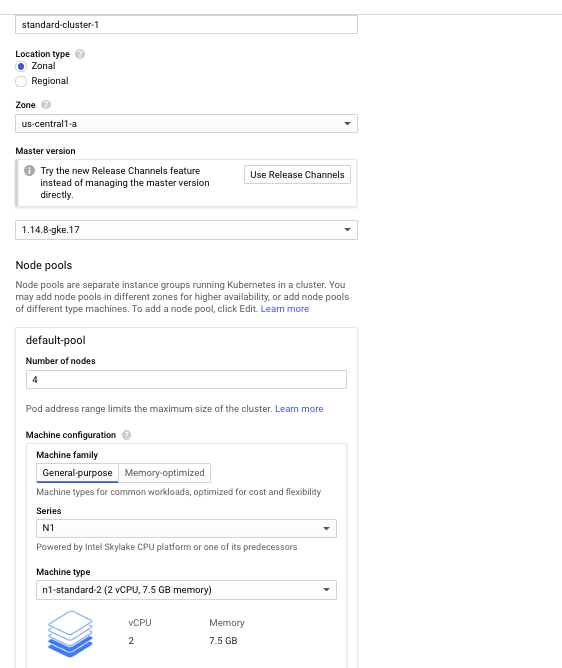 standard-cluster-1
Location type ?
Zonal
Regional
Zone ?
us-central1-a
Master version
Try the new Release Channels feature
instead of managing the master version
directly.
Use Release Channels
1.14.8-gke.17
Node pools
Node pools are separate instance groups running Kubernetes in a cluster. You
may add node pools in different zones for higher availability, or add node pools
of different type machines. To add a node pool, click Edit. Learn more
default-pool
Number of nodes
4
Pod address range limits the maximum size of the cluster. Learn more
Machine configuration ?
Machine family
General-purpose Memory-optimized
Machine types for common workloads, optimized for cost and flexibility
Series
N1
Powered by Intel Skylake CPU platform or one of its predecessors
Machine type
n1-standard-2 (2 vCPU, 7.5 GB memory)
vCPU Memory
2 7.5 GB